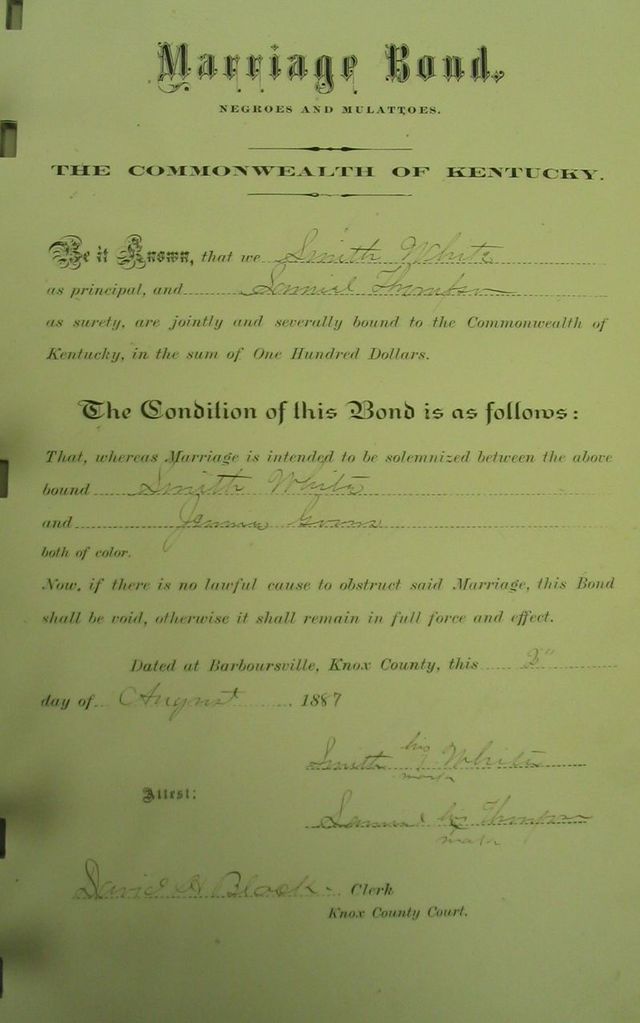 Marriage Bond,
NEGROES AND MULATTOES.
THE COMMONWEALTH OF KENTUCKY.
Be it Known, that we Smith White
as principal, and Samuel Thompson
as surety, are jointly and severally bound to the Commonwealth of
Kentucky, in the sum of One Hundred Dollars.
The Condition of this Bond is as follows:
That, whereas Marriage is intended to be solemnized between the above
bound Smith White
and
both of color.
Now, if there is no lawful cause to obstruct said Marriage, this Bond
shall be void, otherwise it shall remain in full force and effect.
Dated at Barboursville, Knox County, this
day of August 1887
Smith his White
mark
Attest:
Samuel his x Thompson
mark
David H Black Clerk
Knox County Court.